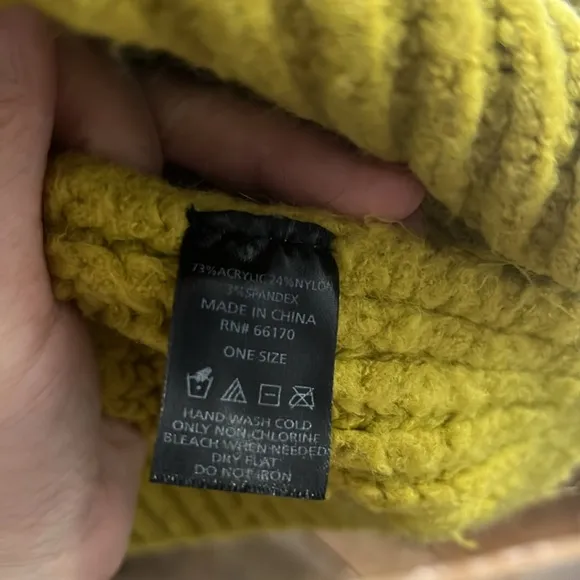 73%ACRYLIC 24%NYLON
3%SPANDEX
MADE IN CHINA
RN# 66170
ONE SIZE
HAND WASH COLD
ONLY NON-CHLORINE
BLEACH WHEN NEEDED
DRY FLAT
DO NOT IRON